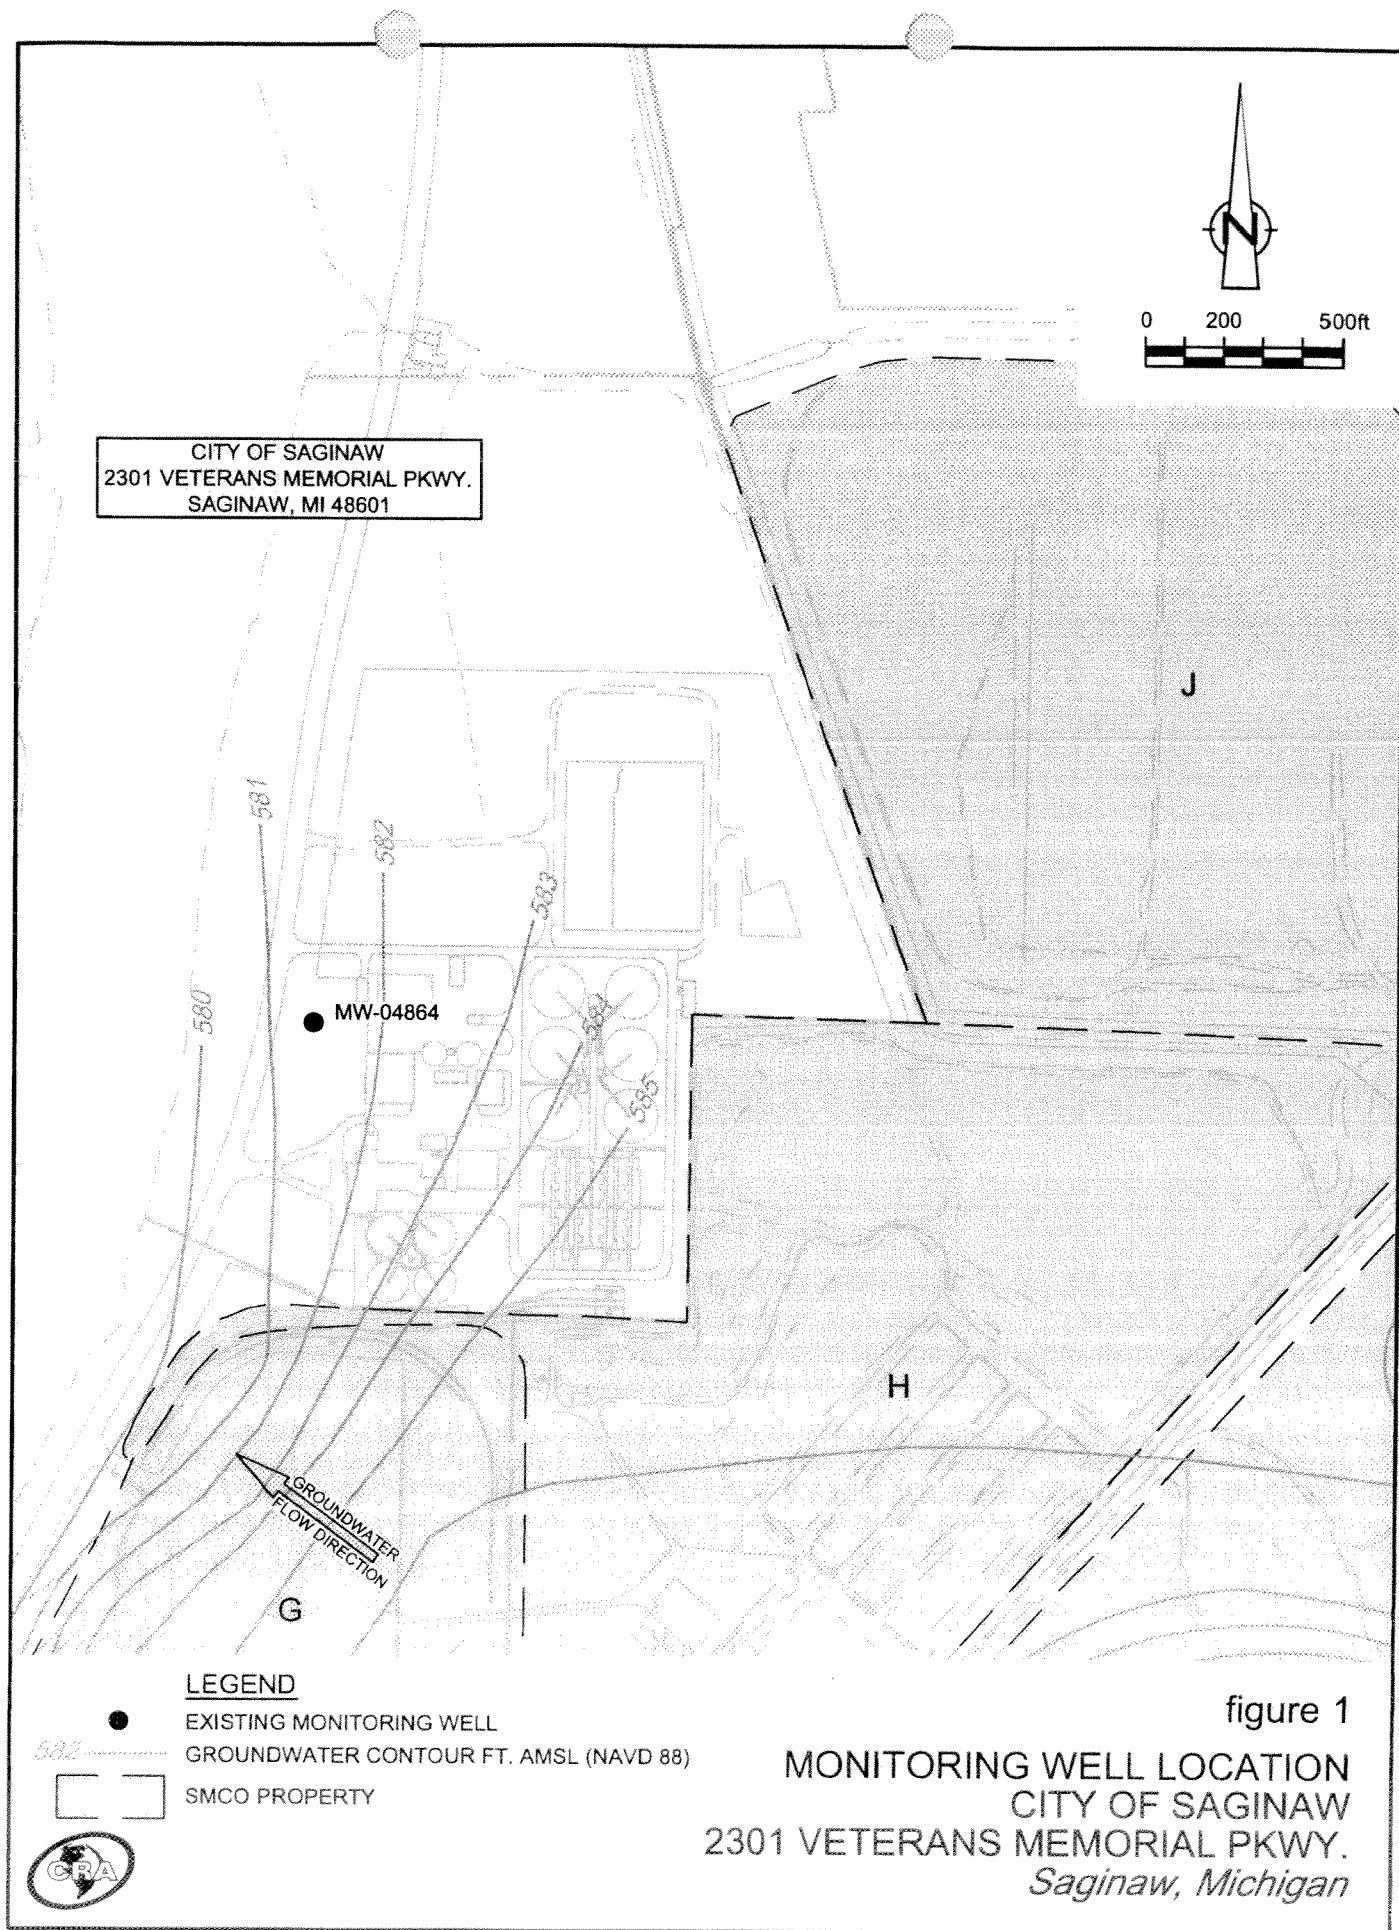 N
0 200 500ft
CITY OF SAGINAW
2301 VETERANS MEMORIAL PKWY.
SAGINAW, MI 48601
J
581
582
583
580
MW-04864
584
585
H
GROUNDWATER
FLOW DIRECTION
G
LEGEND
EXISTING MONITORING WELL
582 GROUNDWATER CONTOUR FT. AMSL (NAVD 88)
SMCO PROPERTY
CRA
figure 1
MONITORING WELL LOCATION
CITY OF SAGINAW
2301 VETERANS MEMORIAL PKWY.
Saginaw, Michigan